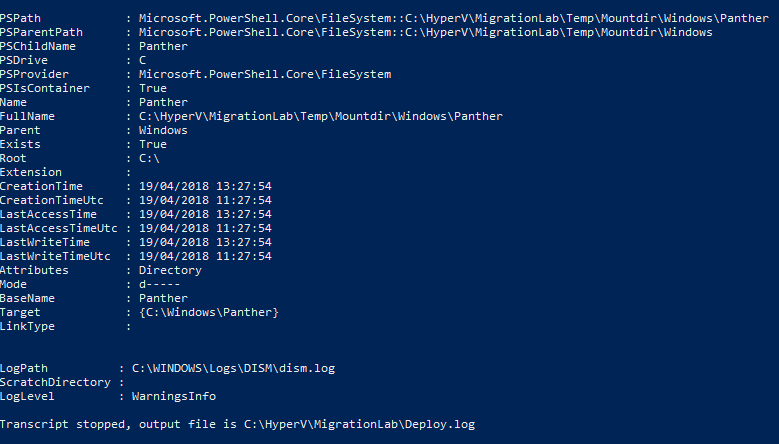 PSPath : Microsoft.PowerShell.Core\FileSystem::C:\HyperV\MigrationLab\Temp\Mountdir\Windows\Panther
PSParentPath : Microsoft.PowerShell.Core\FileSystem::C:\HyperV\MigrationLab\Temp\Mountdir\Windows
PSChildName : Panther
PSDrive : C
PSProvider : Microsoft.PowerShell.Core\FileSystem
PSIsContainer : True
Name : Panther
FullName : C:\HyperV\MigrationLab\Temp\Mountdir\Windows\Panther
Parent : Windows
Exists : True
Root : C:\
Extension :
CreationTime : 19/04/2018 13:27:54
CreationTimeUtc : 19/04/2018 11:27:54
LastAccessTime : 19/04/2018 13:27:54
LastAccessTimeUtc : 19/04/2018 11:27:54
LastWriteTime : 19/04/2018 13:27:54
LastWriteTimeUtc : 19/04/2018 11:27:54
Attributes : Directory
Mode : d-----
BaseName : Panther
Target : {C:\Windows\Panther}
LinkType :
LogPath : C:\WINDOWS\Logs\DISM\dism.log
ScratchDirectory :
LogLevel : WarningsInfo
Transcript stopped, output file is C:\HyperV\MigrationLab\Deploy.log